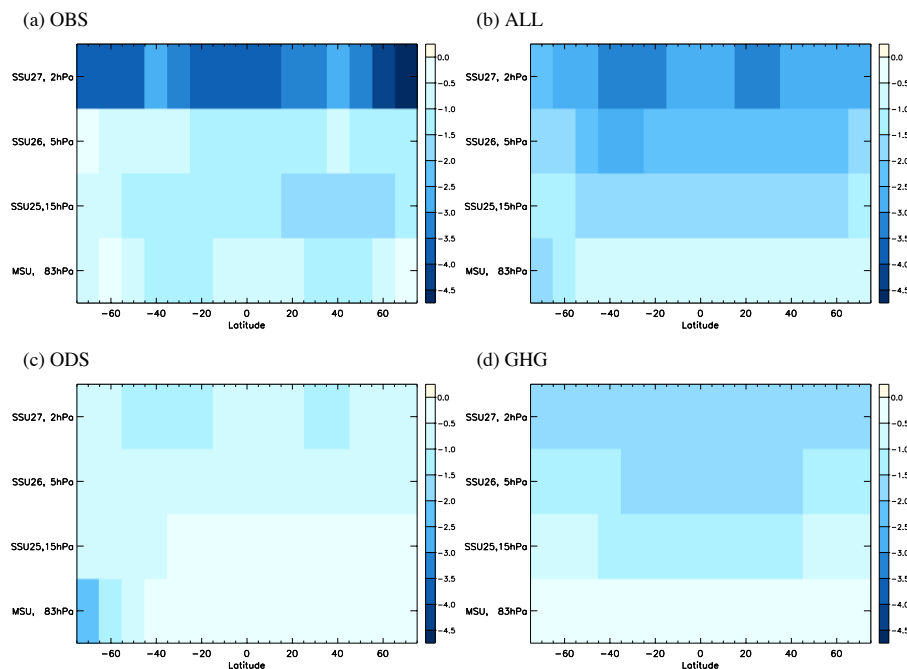 (a) OBS
(b) ALL
SSU27, 2hPa
SSU26, 5hPa
SSU25,15hPa
MSU, 83hPa
−60 −40 −20 0 20 40 60
Latitude
0.0
−0.5
−1.0
−1.5
−2.0
−2.5
−3.0
−3.5
−4.0
−4.5
SSU27, 2hPa
SSU26, 5hPa
SSU25,15hPa
MSU, 83hPa
−60 −40 −20 0 20 40 60
Latitude
0.0
−0.5
−1.0
−1.5
−2.0
−2.5
−3.0
−3.5
−4.0
−4.5
(c) ODS
(d) GHG
SSU27, 2hPa
SSU26, 5hPa
SSU25,15hPa
MSU, 83hPa
−60 −40 −20 0 20 40 60
Latitude
0.0
−0.5
−1.0
−1.5
−2.0
−2.5
−3.0
−3.5
−4.0
−4.5
SSU27, 2hPa
SSU26, 5hPa
SSU25,15hPa
MSU, 83hPa
−60 −40 −20 0 20 40 60
Latitude
0.0
−0.5
−1.0
−1.5
−2.0
−2.5
−3.0
−3.5
−4.0
−4.5